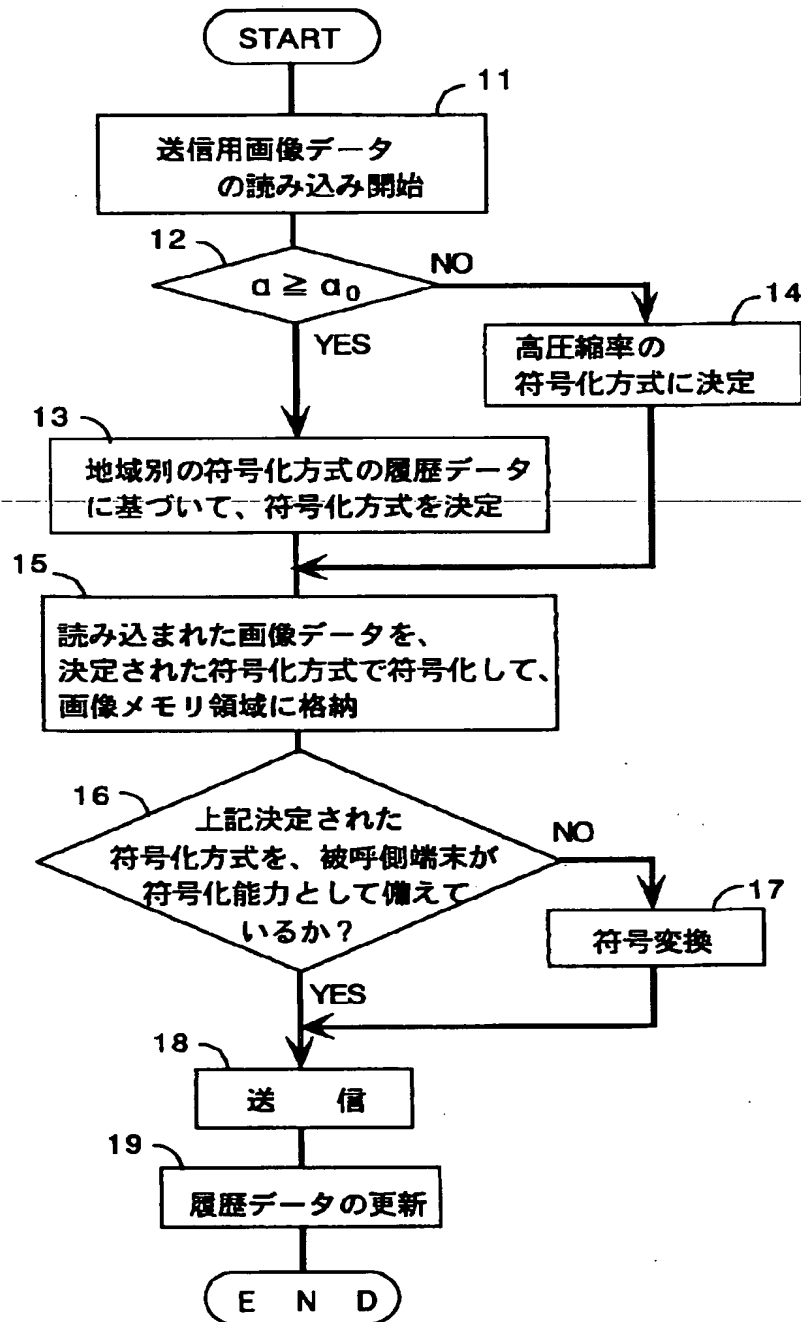 START
11
送信用画像データ
の読み込み開始
12
α ≧ α₀
NO
YES
14
高圧縮率の
符号化方式に決定
13
地域別の符号化方式の履歴データ
に基づいて、符号化方式を決定
15
読み込まれた画像データを、
決定された符号化方式で符号化して、
画像メモリ領域に格納
16
上記決定された
符号化方式を、被呼側端末が
符号化能力として備えて
いるか？
NO
YES
17
符号変換
18
送 信
19
履歴データの更新
E N D